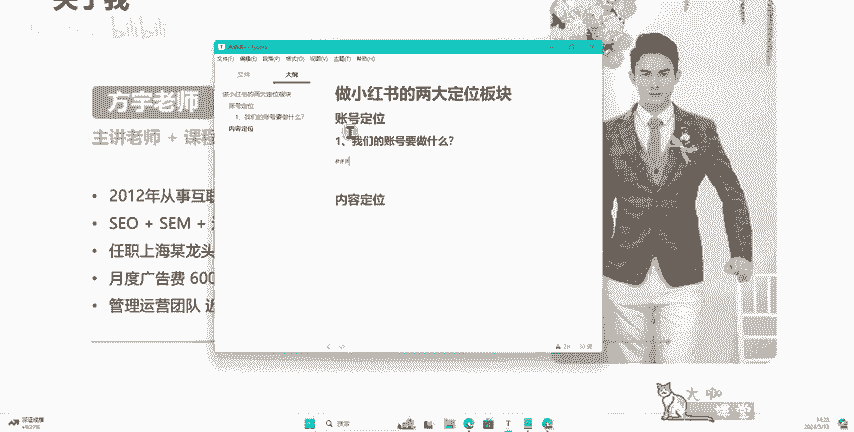 关于我
bilibili
方宇老师
主讲老师 + 课程
2012年从事互联
SEO + SEM +
任职上海某龙头
月度广告费 600
管理运营团队 近
文件(F) 编辑(E) 段落(P) 格式(O) 视图(V) 主题(T) 帮助(H)
文件 大纲
做小红书的两大定位板块
账号定位
1、我们的账号要做什么?
内容定位
做小红书的两大定位板块
账号定位
1、我们的账号要做什么?
内容定位
搜索
大咖
课堂